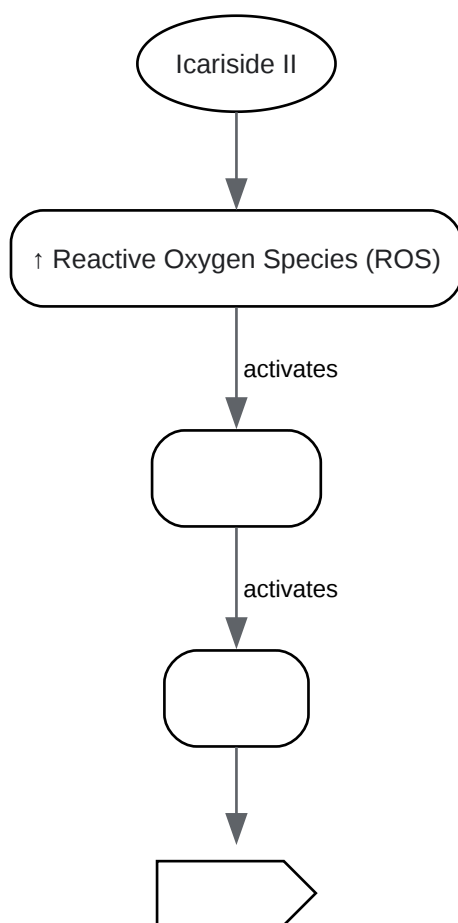 Icariside II
↑ Reactive Oxygen Species (ROS)
activates
activates